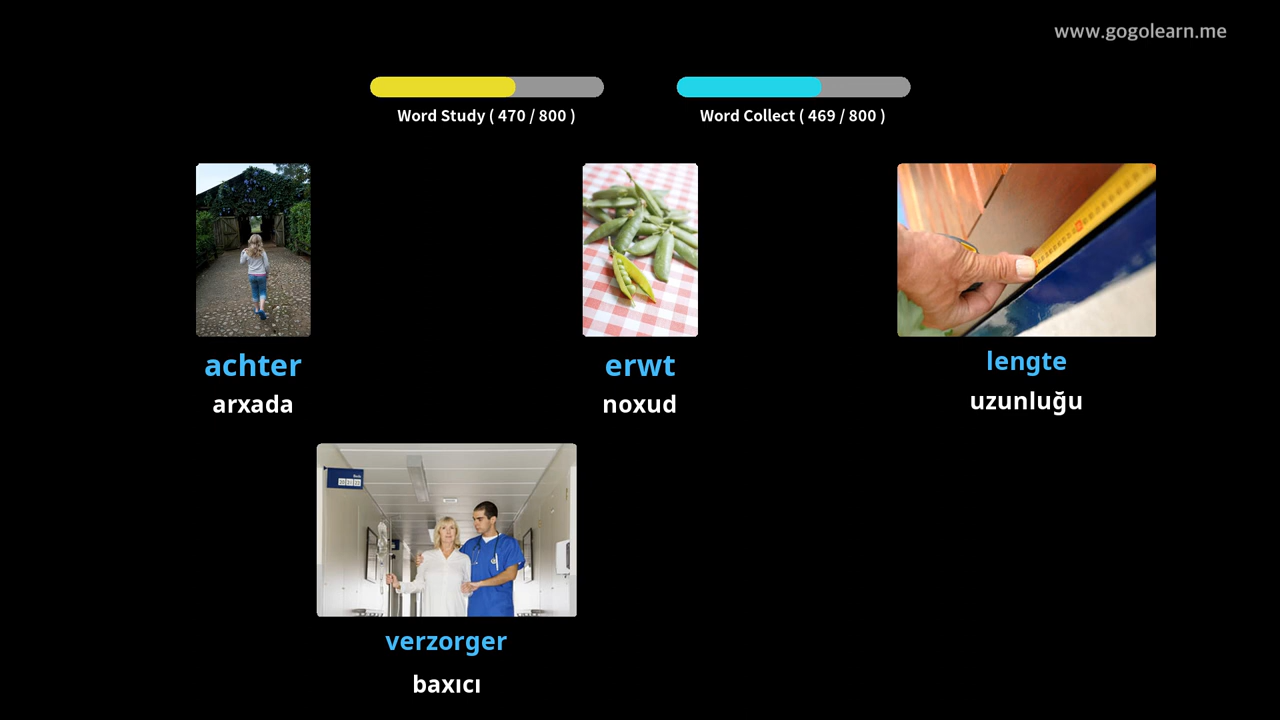 www.gogolearn.me
Word Study ( 470 / 800 )
Word Collect ( 469 / 800 )
achter
arxada
erwt
noxud
lengte
uzunluğu
verzorger
baxıcı